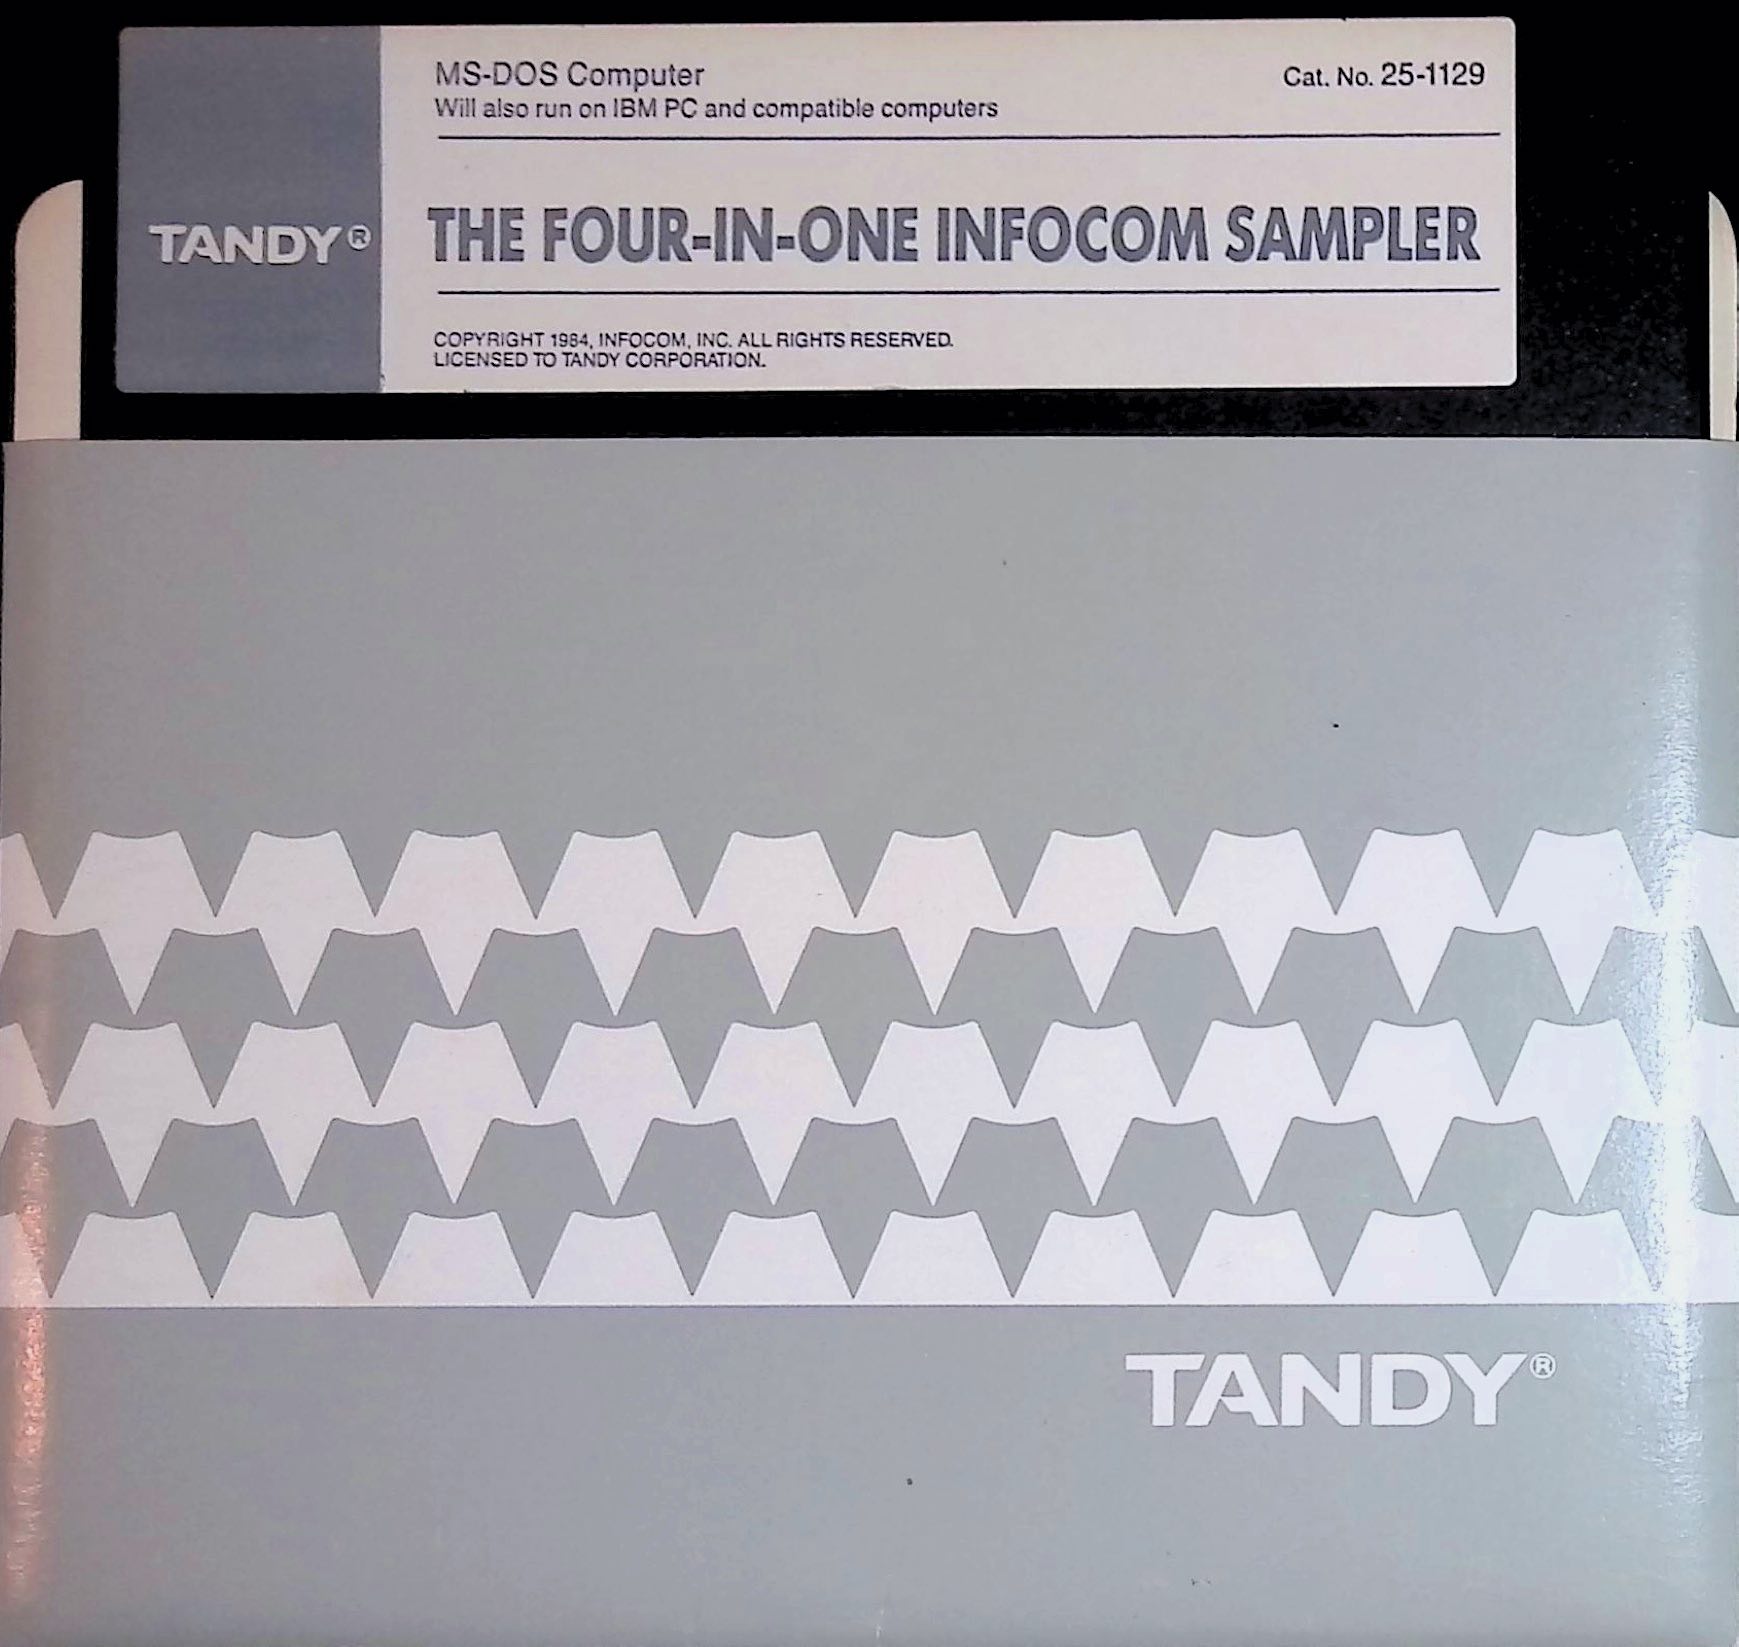 MS-DOS Computer
Cat. No. 25-1129
Will also run on IBM PC and compatible computers
TANDY®
THE FOUR-IN-ONE INFOCOM SAMPLER
COPYRIGHT 1984, INFOCOM, INC. ALL RIGHTS RESERVED.
LICENSED TO TANDY CORPORATION.
TANDY®